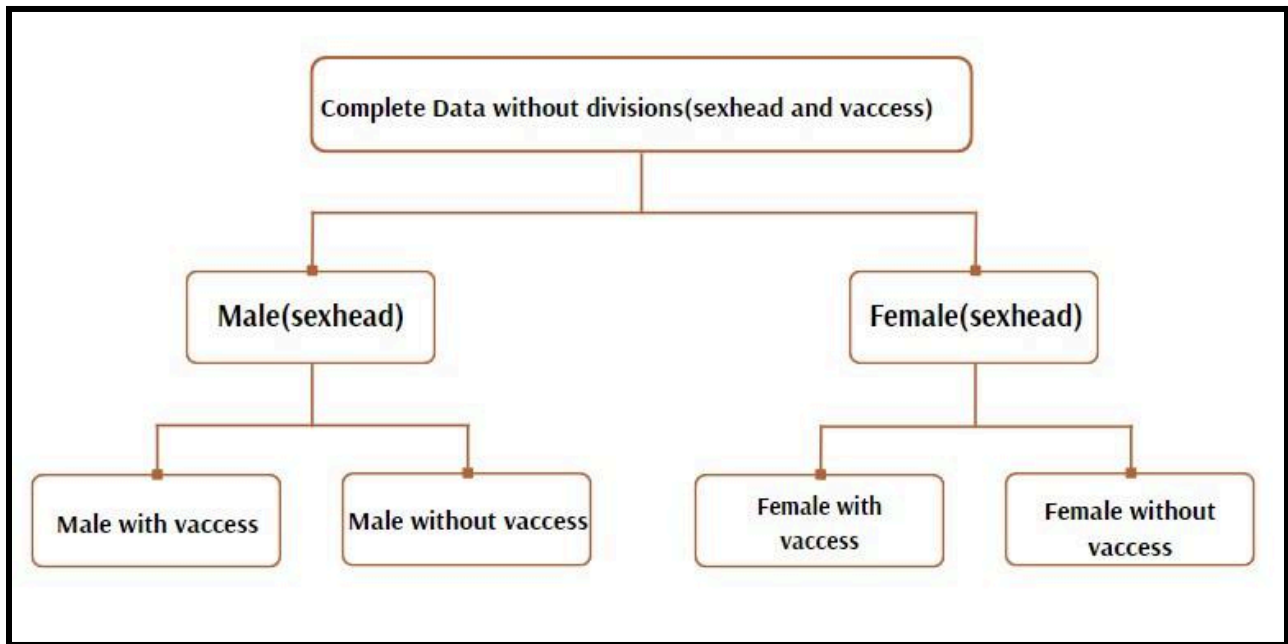 Complete Data without divisions(sexhead and vaccess)
Male(sexhead)
Female(sexhead)
Male with vaccess
Male without vaccess
Female with
vaccess
Female without
vaccess